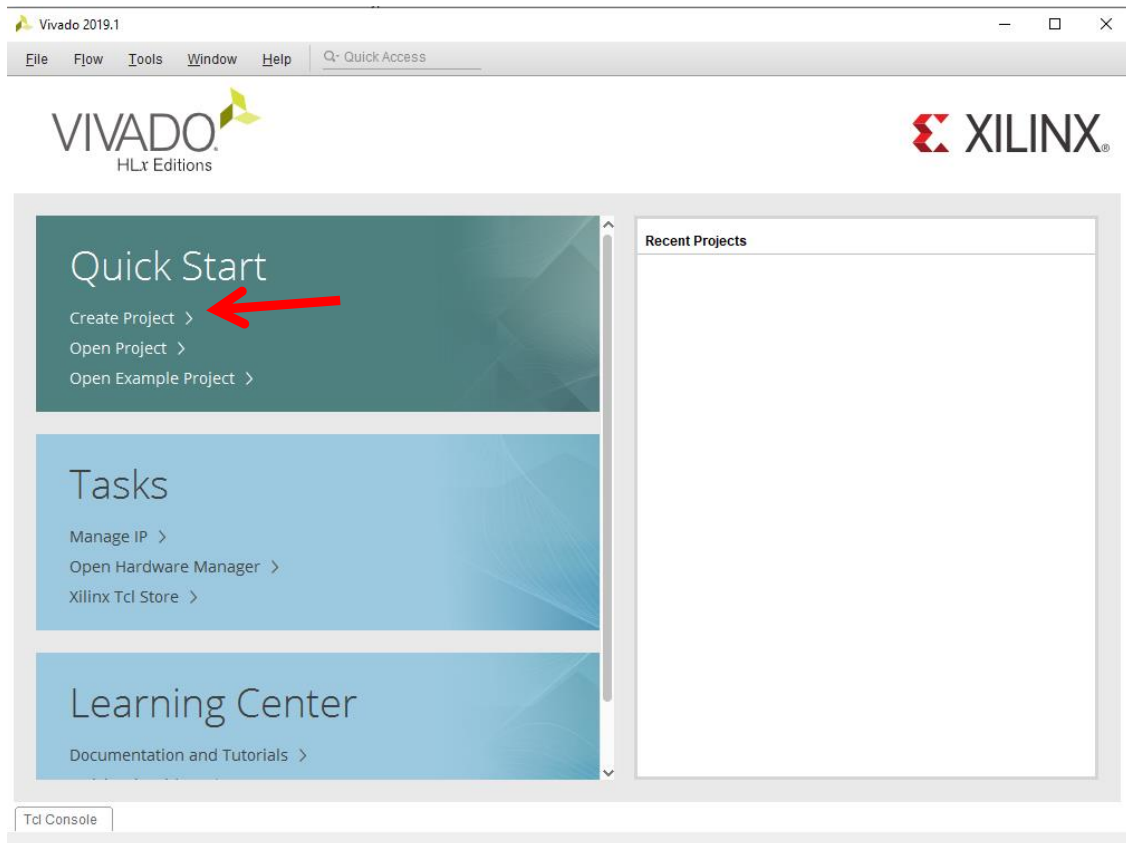 Vivado 2019.1
File Flow Tools Window Help Q- Quick Access
VIVADO.
HLx Editions
XILINX®
Quick Start
Create Project >
Open Project >
Open Example Project >
Recent Projects
Tasks
Manage IP >
Open Hardware Manager >
Xilinx Tcl Store >
Learning Center
Documentation and Tutorials >
Tcl Console